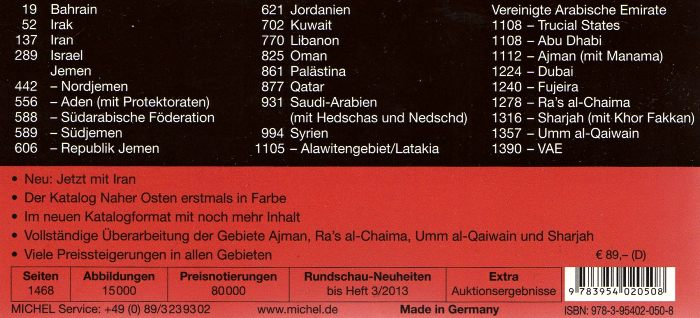 19 Bahrain
52 Irak
137 Iran
289 Israel
Jemen
442 – Nordjemen
556 – Aden (mit Protektoraten)
588 – Südarabische Föderation
589 – Südjemen
606 – Republik Jemen
621 Jordanien
702 Kuwait
770 Libanon
825 Oman
861 Palästina
877 Qatar
931 Saudi-Arabien
(mit Hedschas und Nedschd)
994 Syrien
1105 – Alawitengebiet/Latakia
Vereinigte Arabische Emirate
1108 – Trucial States
1108 – Abu Dhabi
1112 – Ajman (mit Manama)
1224 – Dubai
1240 – Fujeira
1278 – Ra's al-Chaima
1316 – Sharjah (mit Khor Fakkan)
1357 – Umm al-Qaiwain
1390 – VAE
• Neu: Jetzt mit Iran
• Der Katalog Naher Osten erstmals in Farbe
• Im neuen Katalogformat mit noch mehr Inhalt
• Vollständige Überarbeitung der Gebiete Ajman, Ra's al-Chaima, Umm al-Qaiwain und Sharjah
• Viele Preissteigerungen in allen Gebieten
€ 89,– (D)
Seiten Abbildungen Preisnotierungen Rundschau-Neuheiten Extra
1468 15000 80000 bis Heft 3/2013 Auktionsergebnisse
9 783954 020508
MICHEL Service: +49 (0) 89/3239302 www.michel.de Made in Germany ISBN: 978-3-95402-050-8